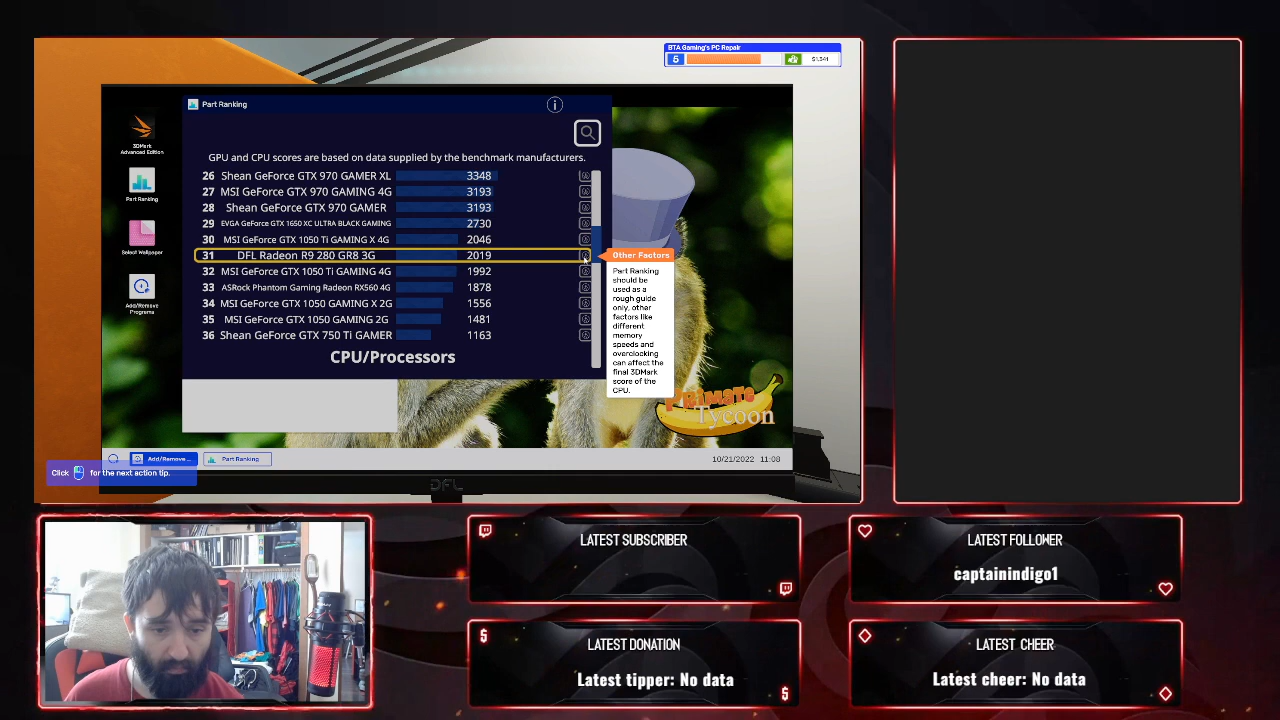 BTA Gaming's PC Repair
5
$1,341
Part Ranking
3DMark
Advanced Edition
Part Ranking
Select Wallpaper
Add/Remove
Programs
GPU and CPU scores are based on data supplied by the benchmark manufacturers.
26 Shean GeForce GTX 970 GAMER XL 3348
27 MSI GeForce GTX 970 GAMING 4G 3193
28 Shean GeForce GTX 970 GAMER 3193
29 EVGA GeForce GTX 1650 XC ULTRA BLACK GAMING 2730
30 MSI GeForce GTX 1050 Ti GAMING X 4G 2046
31 DFL Radeon R9 280 GR8 3G 2019
32 MSI GeForce GTX 1050 Ti GAMING 4G 1992
33 ASRock Phantom Gaming Radeon RX560 4G 1878
34 MSI GeForce GTX 1050 GAMING X 2G 1556
35 MSI GeForce GTX 1050 GAMING 2G 1481
36 Shean GeForce GTX 750 Ti GAMER 1163
CPU/Processors
Other Factors
Part Ranking
should be
used as a
rough guide
only, other
factors like
different
memory
speeds and
overclocking
can affect the
final 3DMark
score of the
CPU.
PRIMATE
Tycoon
Add/Remove ...
Part Ranking
10/21/2022 11:08
Click for the next action tip.
DFL
LATEST SUBSCRIBER
LATEST FOLLOWER
captainindigo1
LATEST DONATION
Latest tipper: No data
LATEST CHEER
Latest cheer: No data